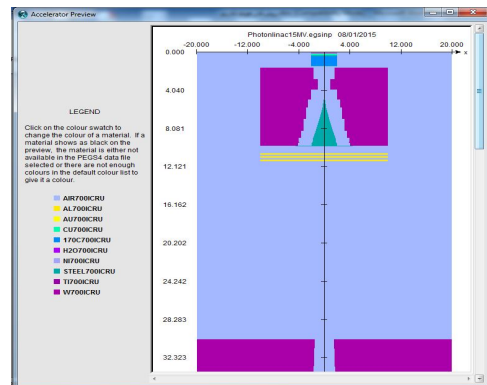 Accelerator Preview
Photonlinac15MV.egsinp 08/01/2015
-20.000 -12.000 -4.000 4.000 12.000 20.000
0.000
x
4.040
8.081
12.121
16.162
20.202
24.242
28.283
32.323
LEGEND
Click on the colour swatch to
change the colour of a material. If a
material shows as black on the
preview, the material is either not
available in the PEGS4 data file
selected or there are not enough
colours in the default colour list to
give it a colour.
AIR700ICRU
AL700ICRU
AU700ICRU
CU700ICRU
170C700ICRU
H2O700ICRU
NI700ICRU
STEEL700ICRU
TI700ICRU
W700ICRU